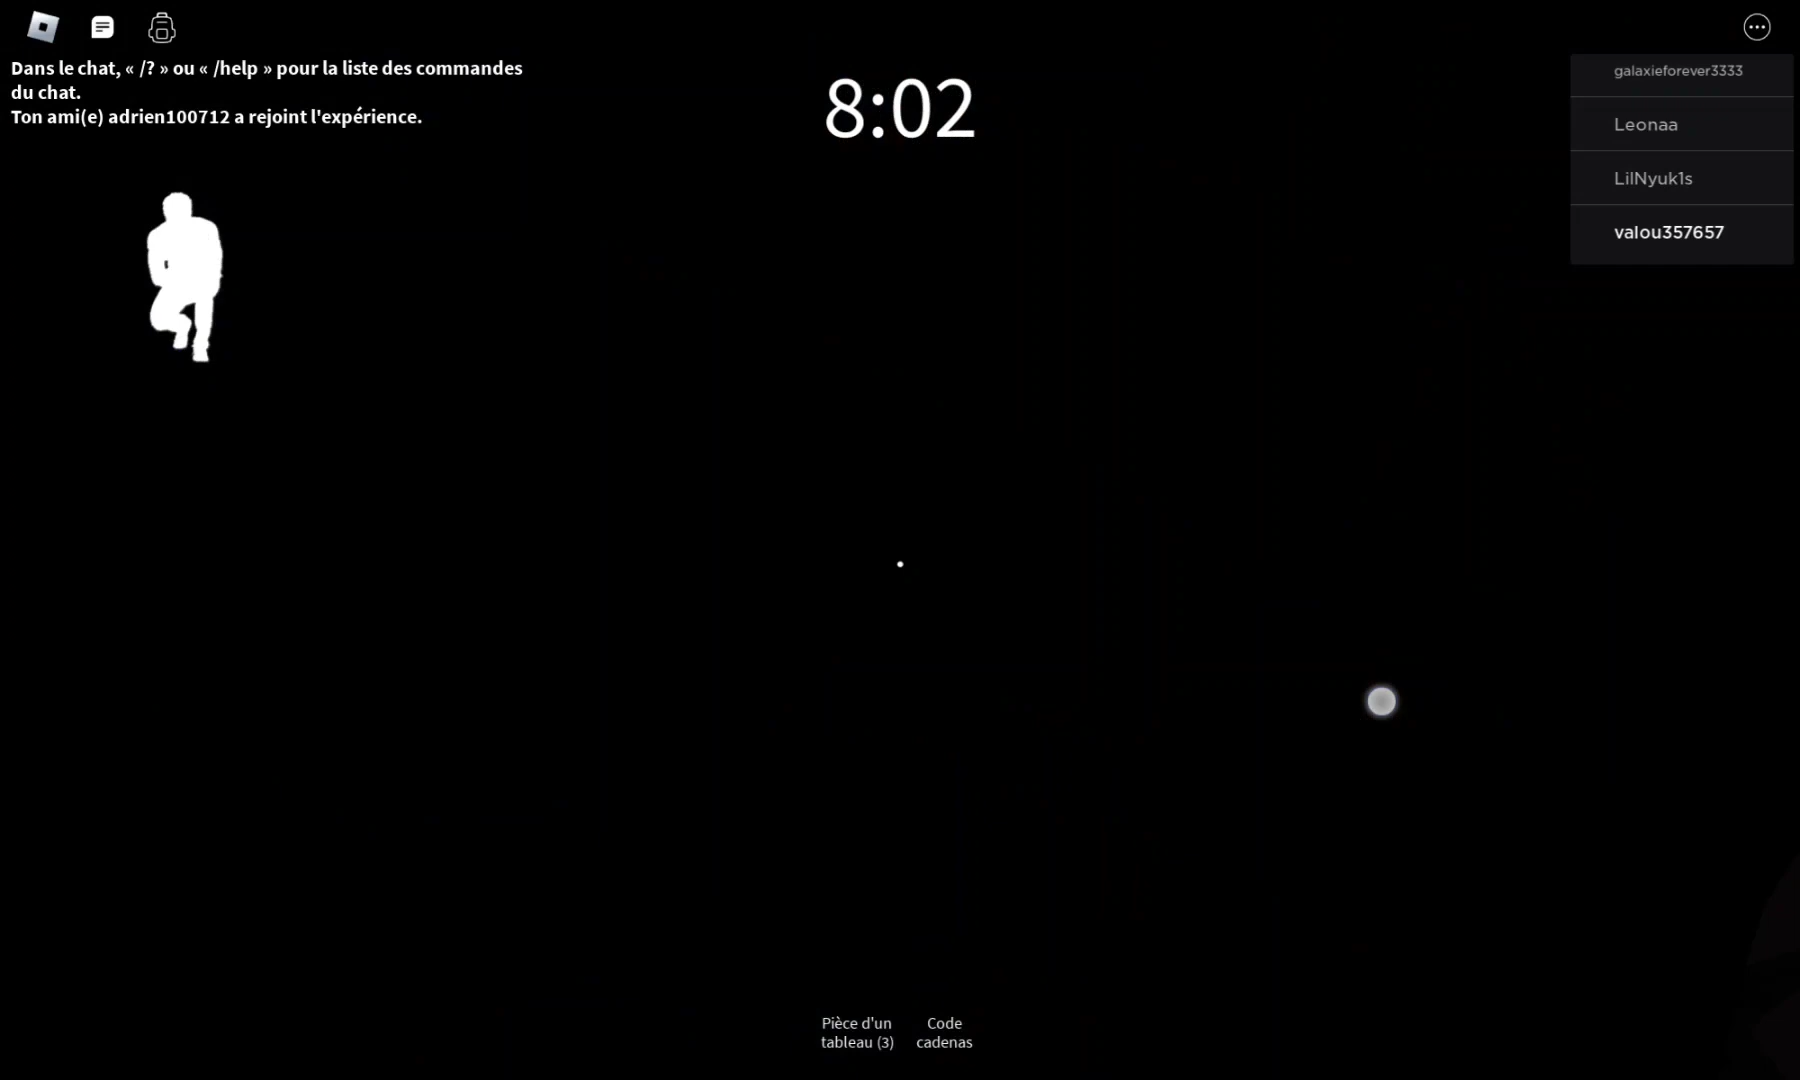 Dans le chat, « /? » ou « /help » pour la liste des commandes
du chat.
Ton ami(e) adrien100712 a rejoint l'expérience.
8:02
galaxieforever3333
Leonaa
LilNyuk1s
valou357657
Pièce d'un
tableau (3)
Code
cadenas